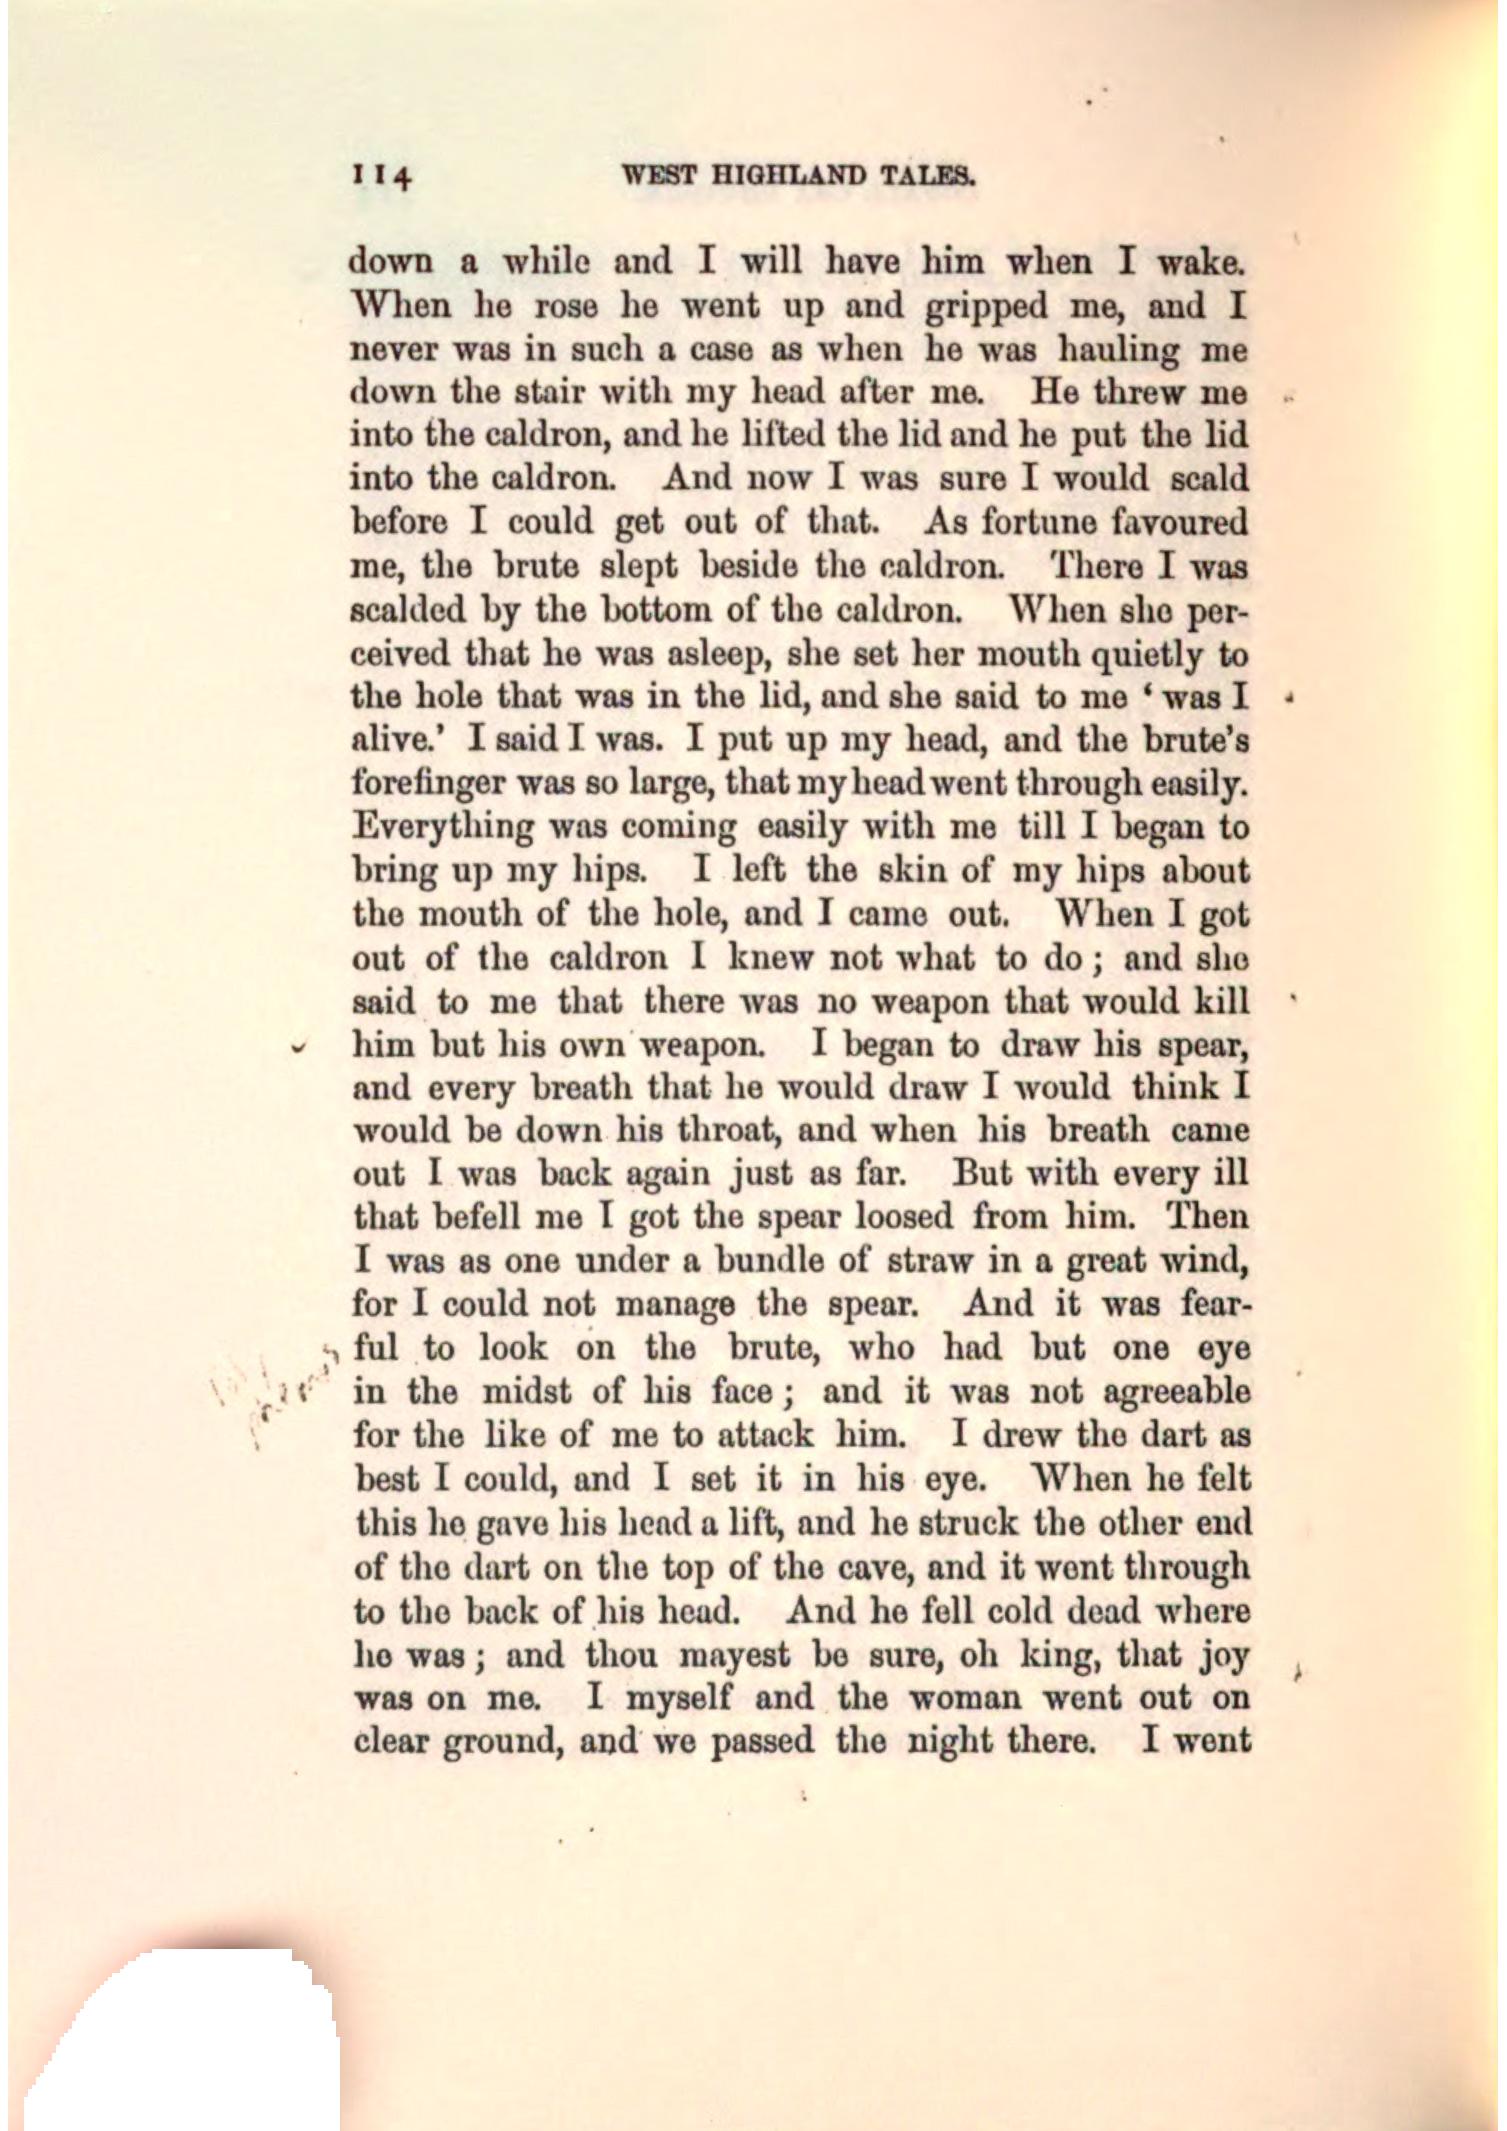 114 WEST HIGHLAND TALES.
down a while and I will have him when I wake.
When he rose he went up and gripped me, and I
never was in such a case as when he was hauling me
down the stair with my head after me. He threw me
into the caldron, and he lifted the lid and he put the lid
into the caldron. And now I was sure I would scald
before I could get out of that. As fortune favoured
me, the brute slept beside the caldron. There I was
scalded by the bottom of the caldron. When she per-
ceived that he was asleep, she set her mouth quietly to
the hole that was in the lid, and she said to me ‘ was I
alive.’ I said I was. I put up my head, and the brute’s
forefinger was so large, that my head went through easily.
Everything was coming easily with me till I began to
bring up my hips. I left the skin of my hips about
the mouth of the hole, and I came out. When I got
out of the caldron I knew not what to do ; and she
said to me that there was no weapon that would kill
him but his own weapon. I began to draw his spear,
and every breath that he would draw I would think I
would be down his throat, and when his breath came
out I was back again just as far. But with every ill
that befell me I got the spear loosed from him. Then
I was as one under a bundle of straw in a great wind,
for I could not manage the spear. And it was fear-
ful to look on the brute, who had but one eye
in the midst of his face ; and it was not agreeable
for the like of me to attack him. I drew the dart as
best I could, and I set it in his eye. When he felt
this he gave his head a lift, and he struck the other end
of the dart on the top of the cave, and it went through
to the back of his head. And he fell cold dead where
he was ; and thou mayest be sure, oh king, that joy
was on me. I myself and the woman went out on
clear ground, and we passed the night there. I went